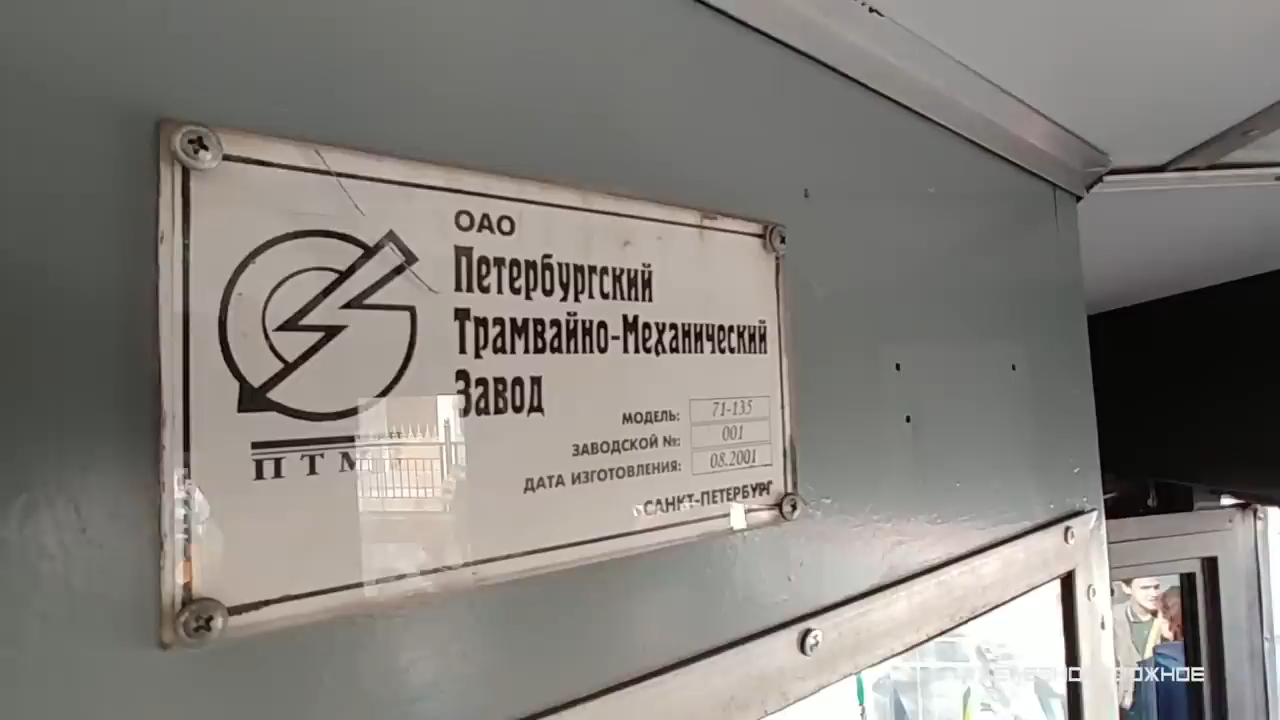 ОАО
Петербургский
Трамвайно-Механический
Завод
МОДЕЛЬ: 71-135
ЗАВОДСКОЙ №: 001
ДАТА ИЗГОТОВЛЕНИЯ: 08.2001
САНКТ-ПЕТЕРБУРГ